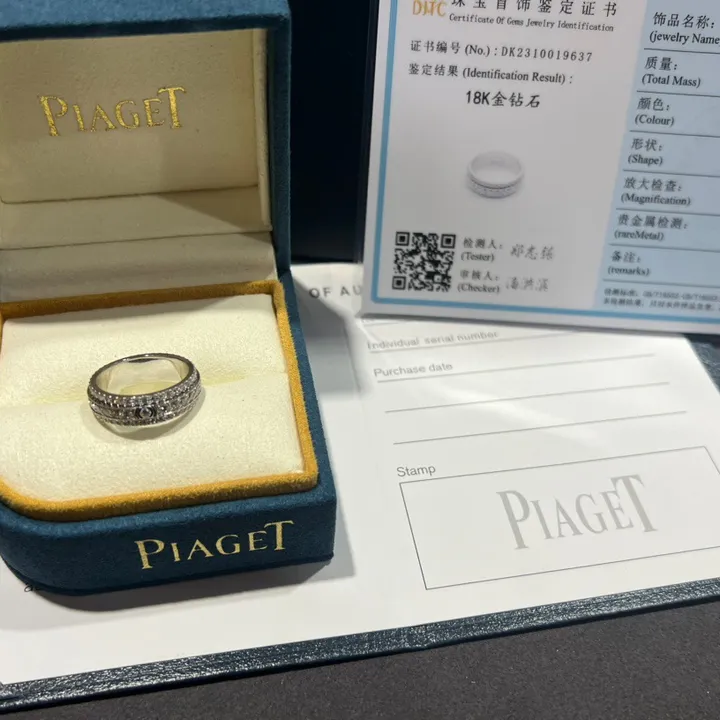 PIAGET
PIAGET
DJTC 珠宝首饰鉴定证书
Certificate Of Gems Jewelry Identification
证书编号 (No.) : DK2310019637
鉴定结果 (Identification Result) :
18K金钻石
检测人:
(Tester)
审核人:
(Checker)
饰品名称:
(jewelry Name
质量:
(Total Mass)
颜色:
(Colour)
形状:
(Shape)
放大检查:
(Magnification)
贵金属检测:
(rareMetal)
备注:
(remarks)
OF AU
Individual serial number
Purchase date
Stamp
PIAGET